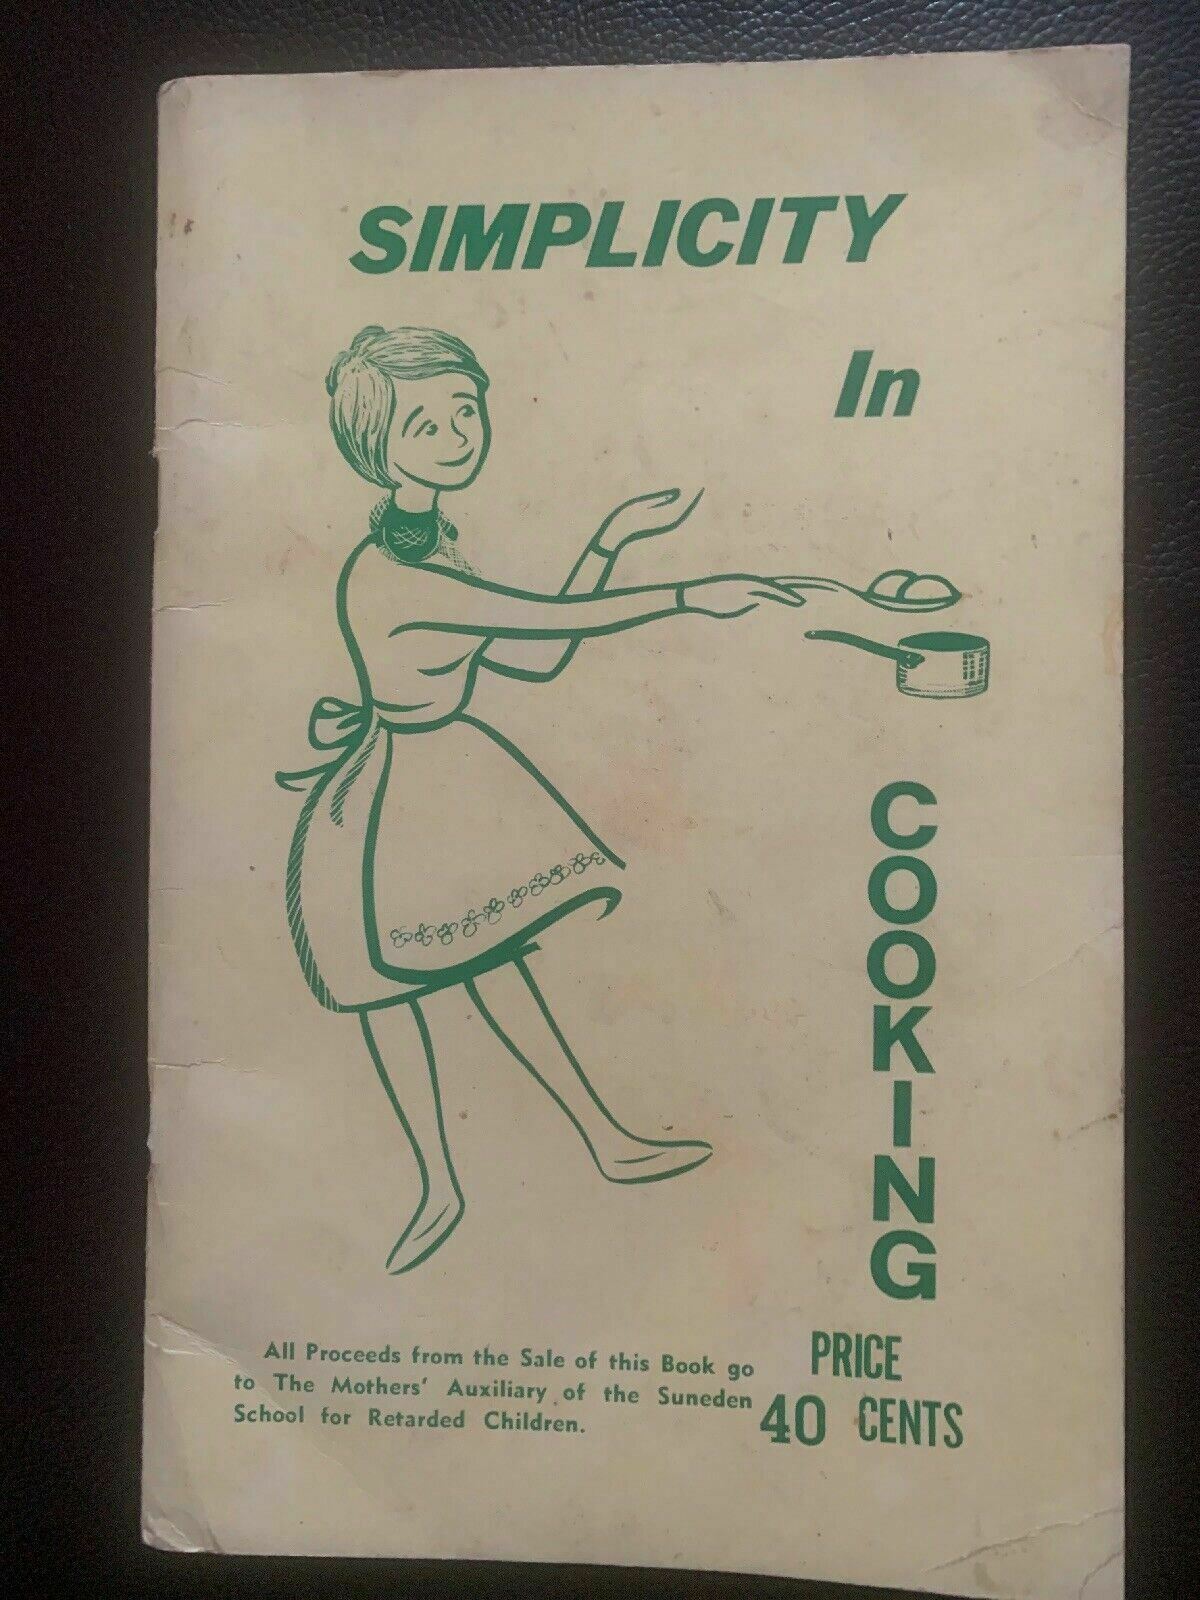 SIMPLICITY
In
COOKING
All Proceeds from the Sale of this Book go
to The Mothers' Auxiliary of the Suneden
School for Retarded Children.
PRICE
40 CENTS